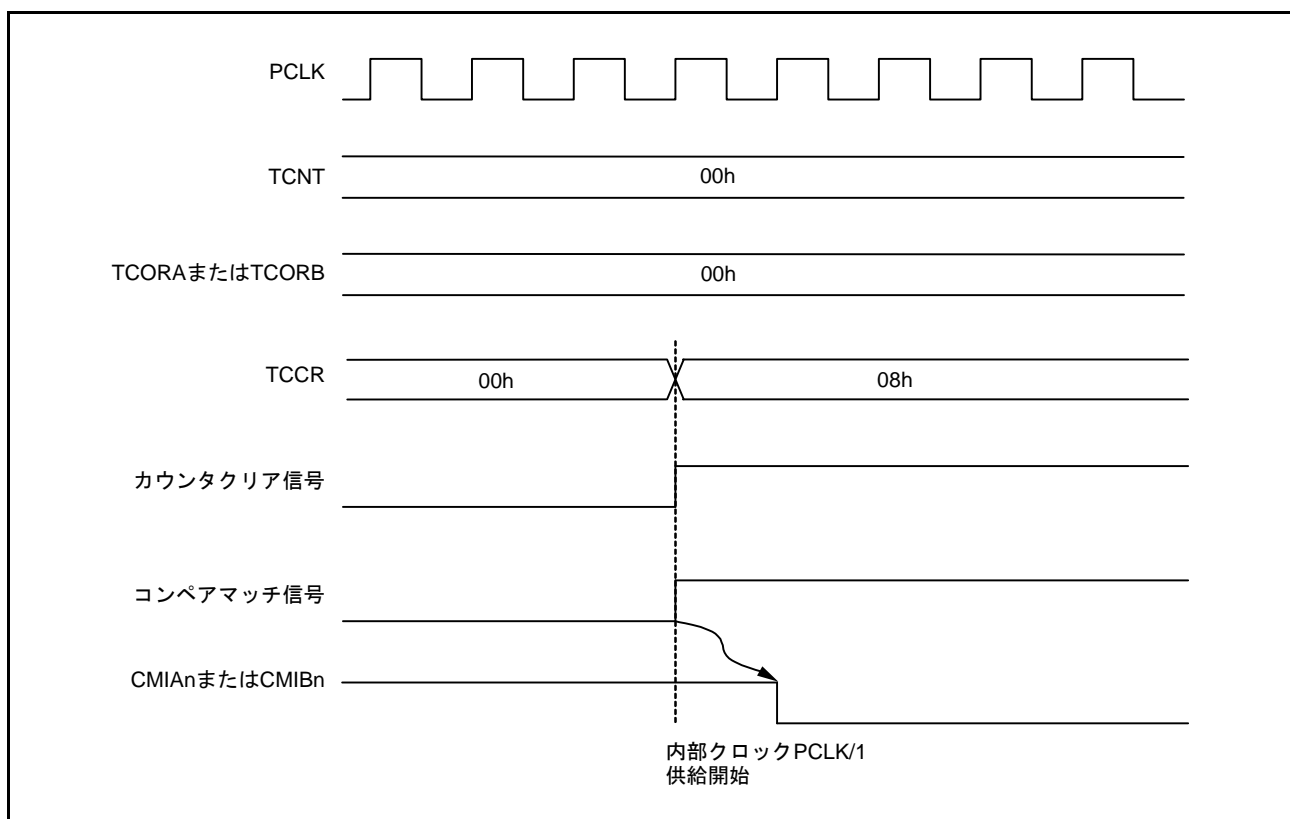 PCLK
TCNT
00h
TCORAまたはTCORB
00h
TCCR
00h
08h
カウンタクリア信号
コンペアマッチ信号
CMIAnまたはCMIBn
内部クロックPCLK/1
供給開始